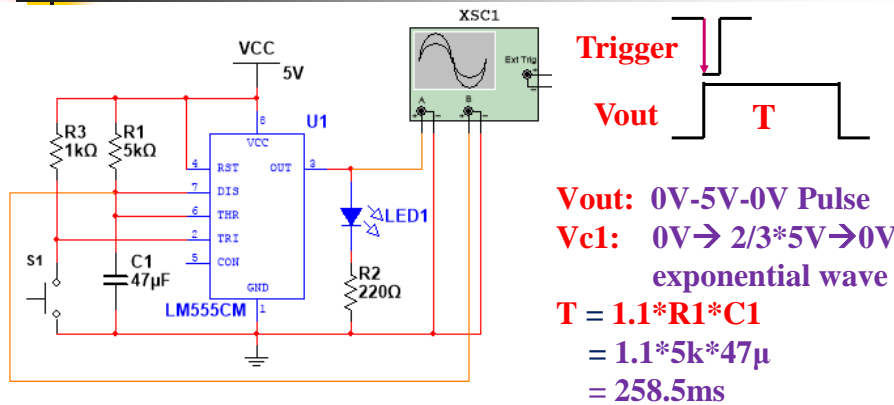 XSC1
Ext Trig
+
-
A
B
+ - + -
VCC
5V
R3
1kΩ
R1
5kΩ
U1
8
VCC
4 RST OUT 3
7 DIS
6 THR
2 TRI
5 CON
GND
1
LM555CM
S1
C1
47µF
LED1
R2
220Ω
Trigger
Vout T
Vout: 0V-5V-0V Pulse
Vc1: 0V→ 2/3*5V→0V
exponential wave
T = 1.1*R1*C1
= 1.1*5k*47μ
= 258.5ms